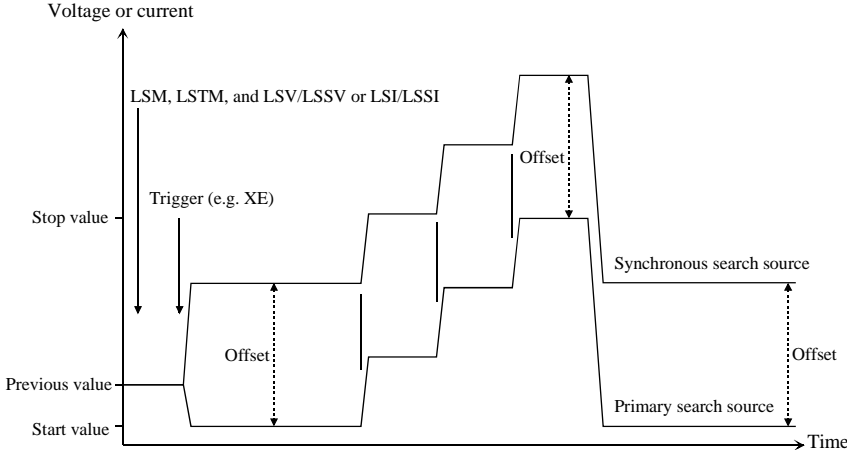 Voltage or current
LSM, LSTM, and LSV/LSSV or LSI/LSSI
Offset
Trigger (e.g. XE)
Stop value
Synchronous search source
Offset
Offset
Previous value
Primary search source
Start value
Time